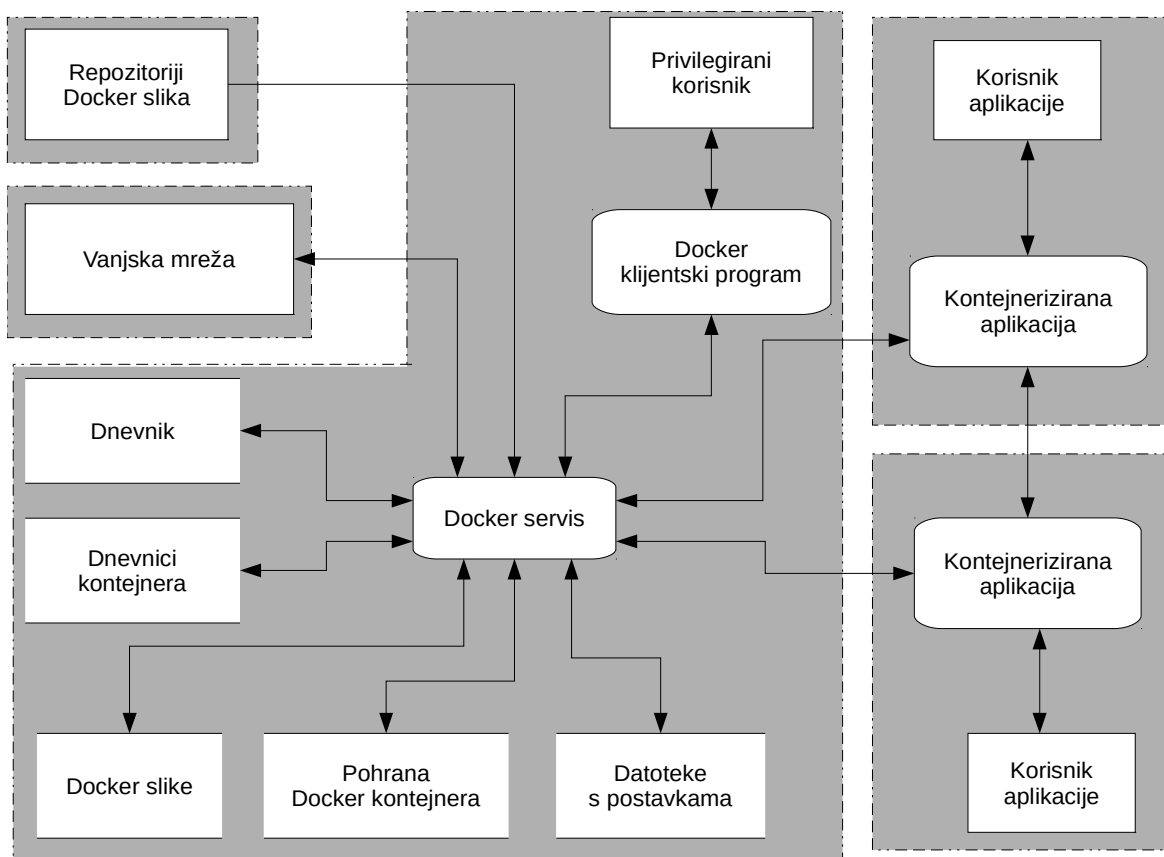 Repozitoriji
Docker slika
Privilegirani
korisnik
Korisnik
aplikacije
Vanjska mreža
Docker
klijentski program
Kontejnerizirana
aplikacija
Dnevnik
Docker servis
Dnevnici
kontejnera
Kontejnerizirana
aplikacija
Docker slike
Pohrana
Docker kontejnera
Datoteke
s postavkama
Korisnik
aplikacije